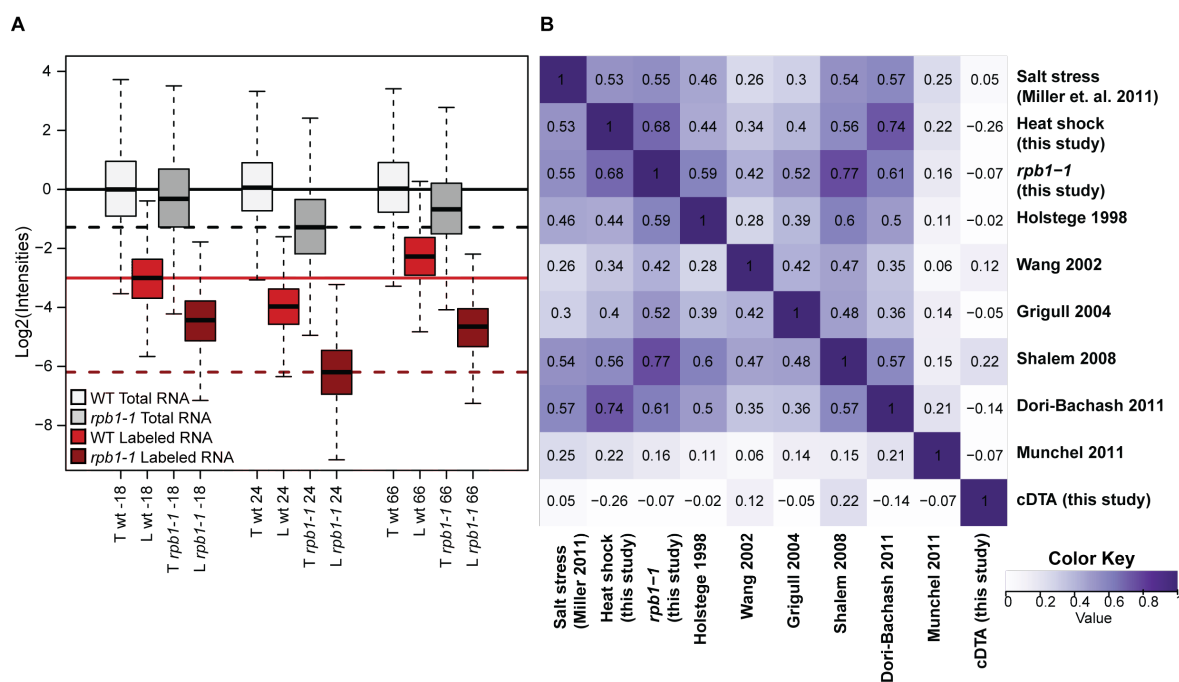 A
Log2(Intensities)
4
2
0
−2
−4
−6
−8
WT Total RNA
rpb1-1 Total RNA
WT Labeled RNA
rpb1-1 Labeled RNA
T wt -18
L wt -18
T rpb1-1 -18
L rpb1-1 -18
T wt 24
L wt 24
T rpb1-1 24
L rpb1-1 24
T wt 66
L wt 66
T rpb1-1 66
L rpb1-1 66
B
1 0.53 0.55 0.46 0.26 0.3 0.54 0.57 0.25 0.05
Salt stress
(Miller et. al. 2011)
0.53 1 0.68 0.44 0.34 0.4 0.56 0.74 0.22 −0.26
Heat shock
(this study)
0.55 0.68 1 0.59 0.42 0.52 0.77 0.61 0.16 −0.07
rpb1−1
(this study)
0.46 0.44 0.59 1 0.28 0.39 0.6 0.5 0.11 −0.02
Holstege 1998
0.26 0.34 0.42 0.28 1 0.42 0.47 0.35 0.06 0.12
Wang 2002
0.3 0.4 0.52 0.39 0.42 1 0.48 0.36 0.14 −0.05
Grigull 2004
0.54 0.56 0.77 0.6 0.47 0.48 1 0.57 0.15 0.22
Shalem 2008
0.57 0.74 0.61 0.5 0.35 0.36 0.57 1 0.21 −0.14
Dori-Bachash 2011
0.25 0.22 0.16 0.11 0.06 0.14 0.15 0.21 1 −0.07
Munchel 2011
0.05 −0.26 −0.07 −0.02 0.12 −0.05 0.22 −0.14 −0.07 1
cDTA (this study)
Salt stress
(Miller 2011)
Heat shock
(this study)
rpb1−1
(this study)
Holstege 1998
Wang 2002
Grigull 2004
Shalem 2008
Dori-Bachash 2011
Munchel 2011
cDTA (this study)
Color Key
0 0.2 0.4 0.6 0.8
Value